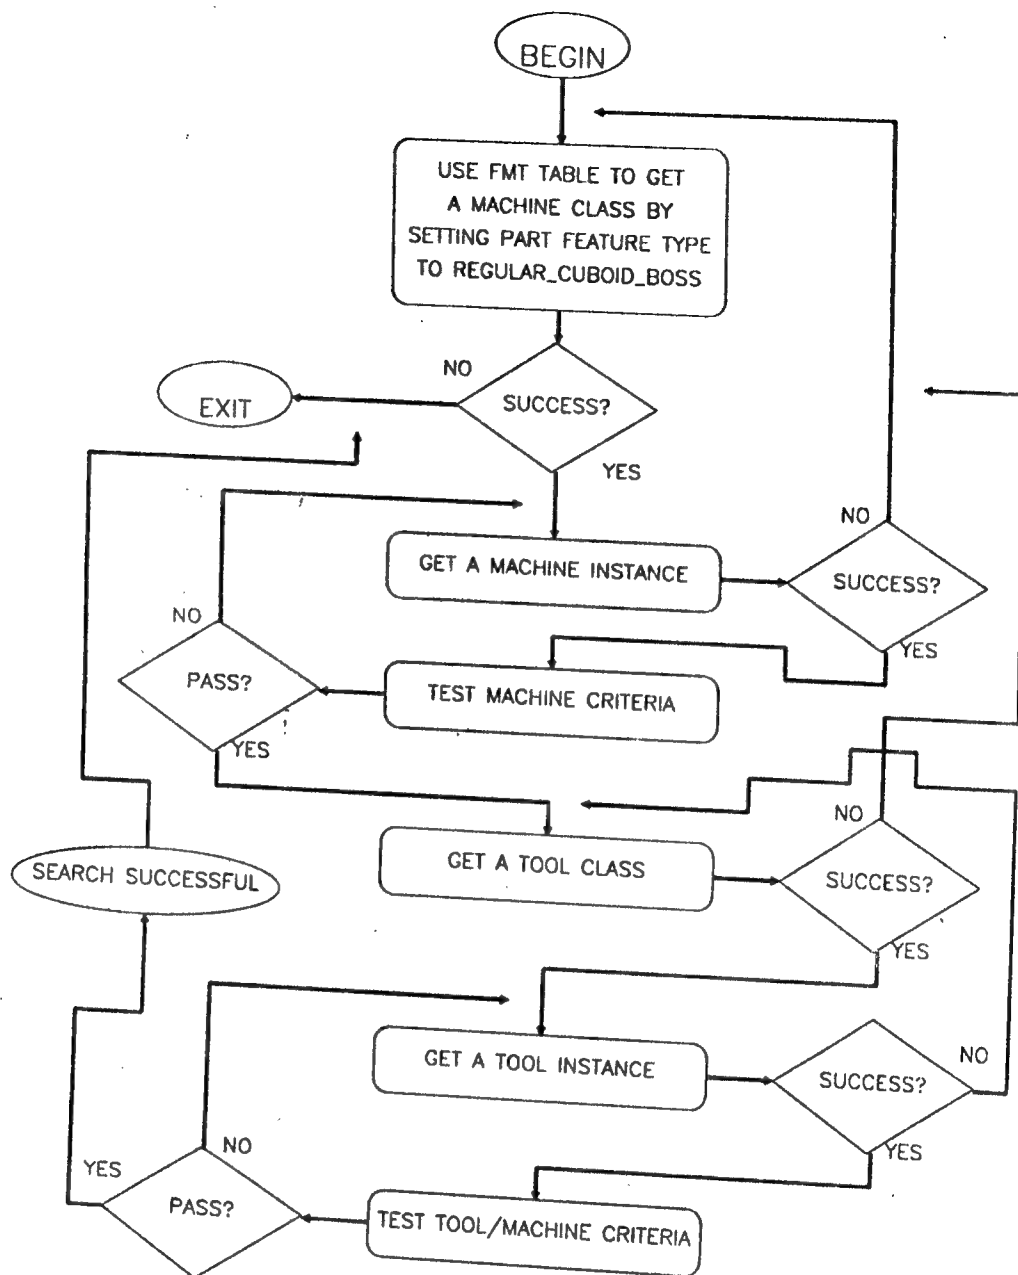 BEGIN
USE FMT TABLE TO GET
A MACHINE CLASS BY
SETTING PART FEATURE TYPE
TO REGULAR_CUBOID_BOSS
NO
SUCCESS?
EXIT
YES
NO
GET A MACHINE INSTANCE
SUCCESS?
NO
YES
PASS?
TEST MACHINE CRITERIA
YES
NO
GET A TOOL CLASS
SUCCESS?
SEARCH SUCCESSFUL
YES
GET A TOOL INSTANCE
SUCCESS?
NO
NO
YES
YES
PASS?
TEST TOOL/MACHINE CRITERIA